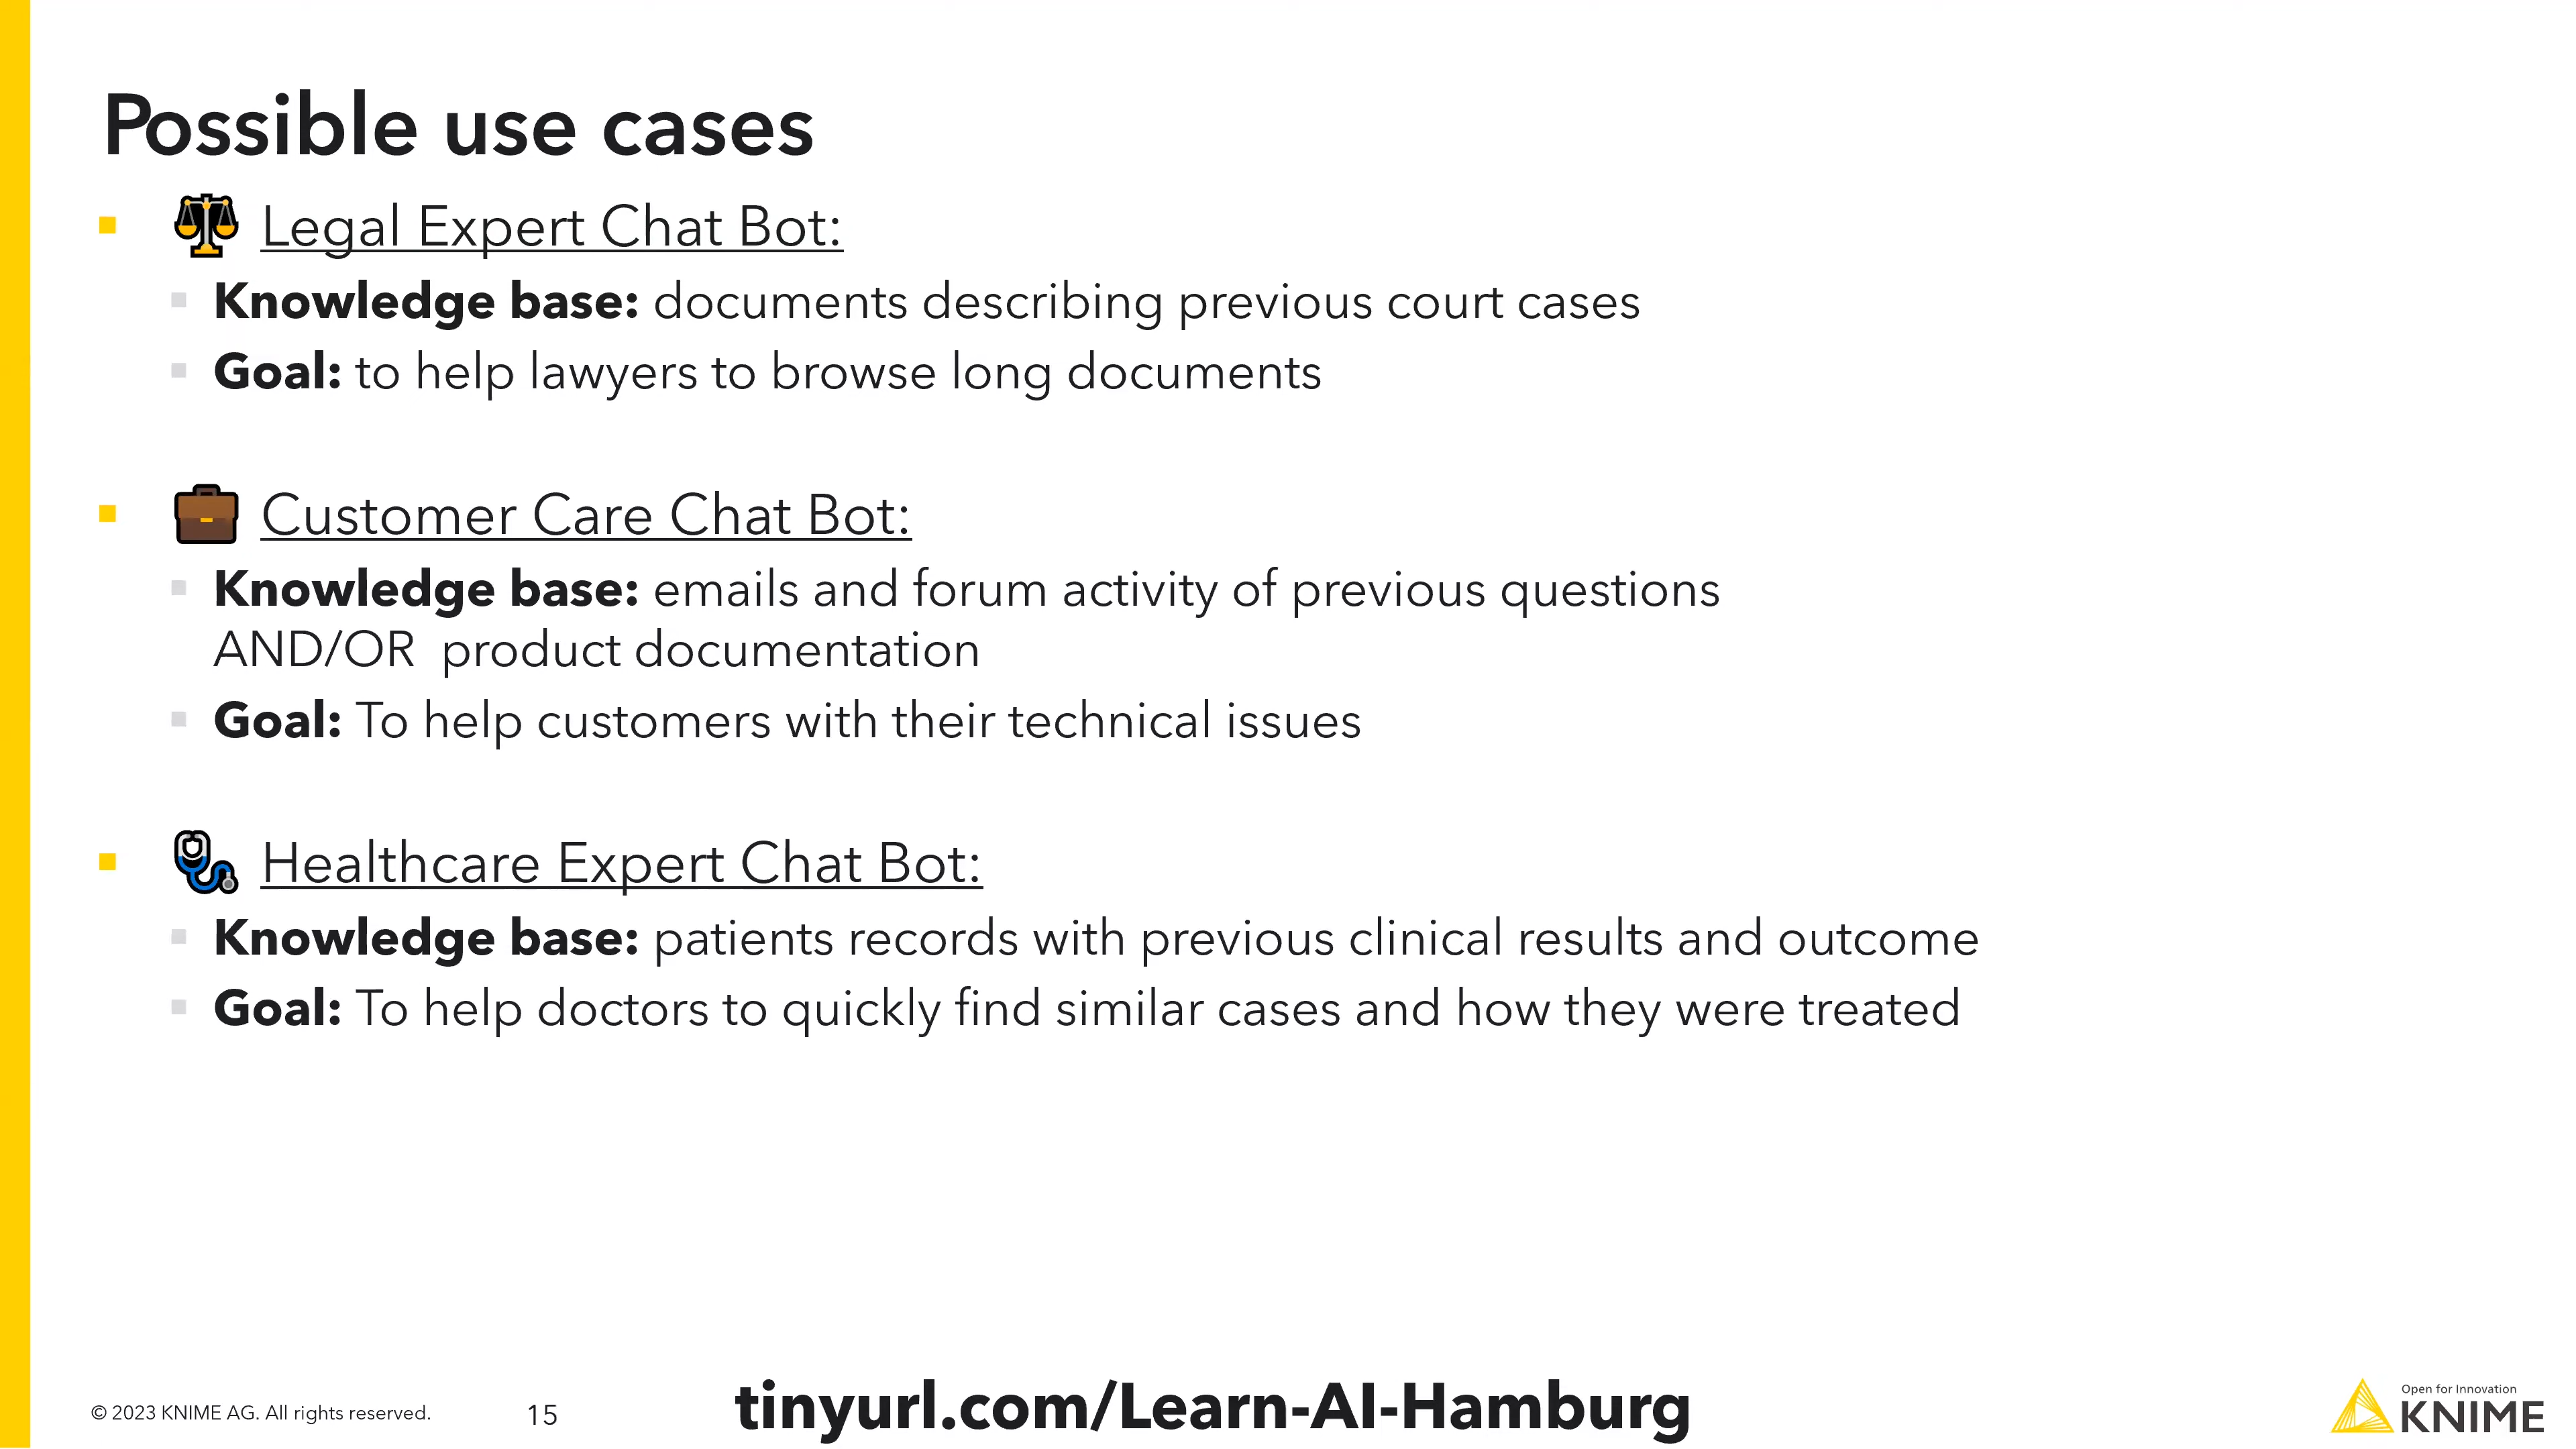 Possible use cases
Legal Expert Chat Bot:
Knowledge base: documents describing previous court cases
Goal: to help lawyers to browse long documents
Customer Care Chat Bot:
Knowledge base: emails and forum activity of previous questions
AND/OR  product documentation
Goal: To help customers with their technical issues
Healthcare Expert Chat Bot:
Knowledge base: patients records with previous clinical results and outcome
Goal: To help doctors to quickly find similar cases and how they were treated
© 2023 KNIME AG. All rights reserved.
15
tinyurl.com/Learn-AI-Hamburg
Open for Innovation
KNIME